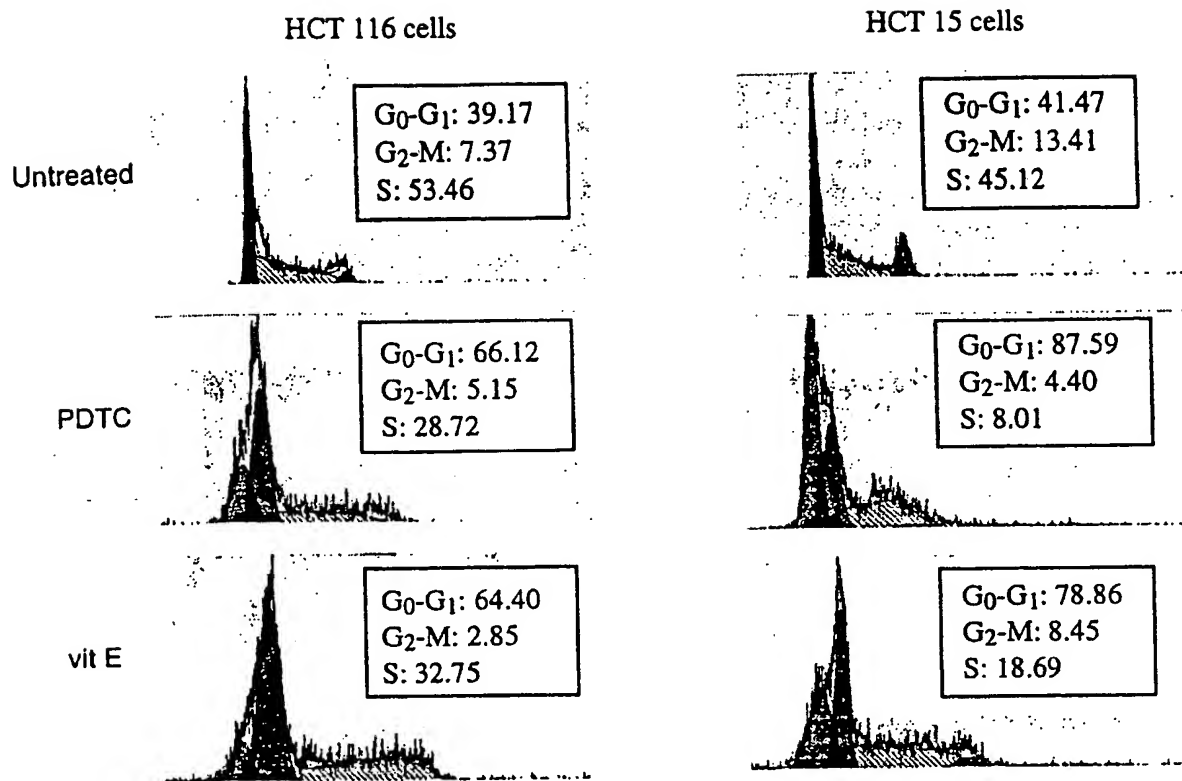 HCT 116 cells
HCT 15 cells
Untreated
G₀-G₁: 39.17
G₂-M: 7.37
S: 53.46
G₀-G₁: 41.47
G₂-M: 13.41
S: 45.12
PDTC
G₀-G₁: 66.12
G₂-M: 5.15
S: 28.72
G₀-G₁: 87.59
G₂-M: 4.40
S: 8.01
vit E
G₀-G₁: 64.40
G₂-M: 2.85
S: 32.75
G₀-G₁: 78.86
G₂-M: 8.45
S: 18.69